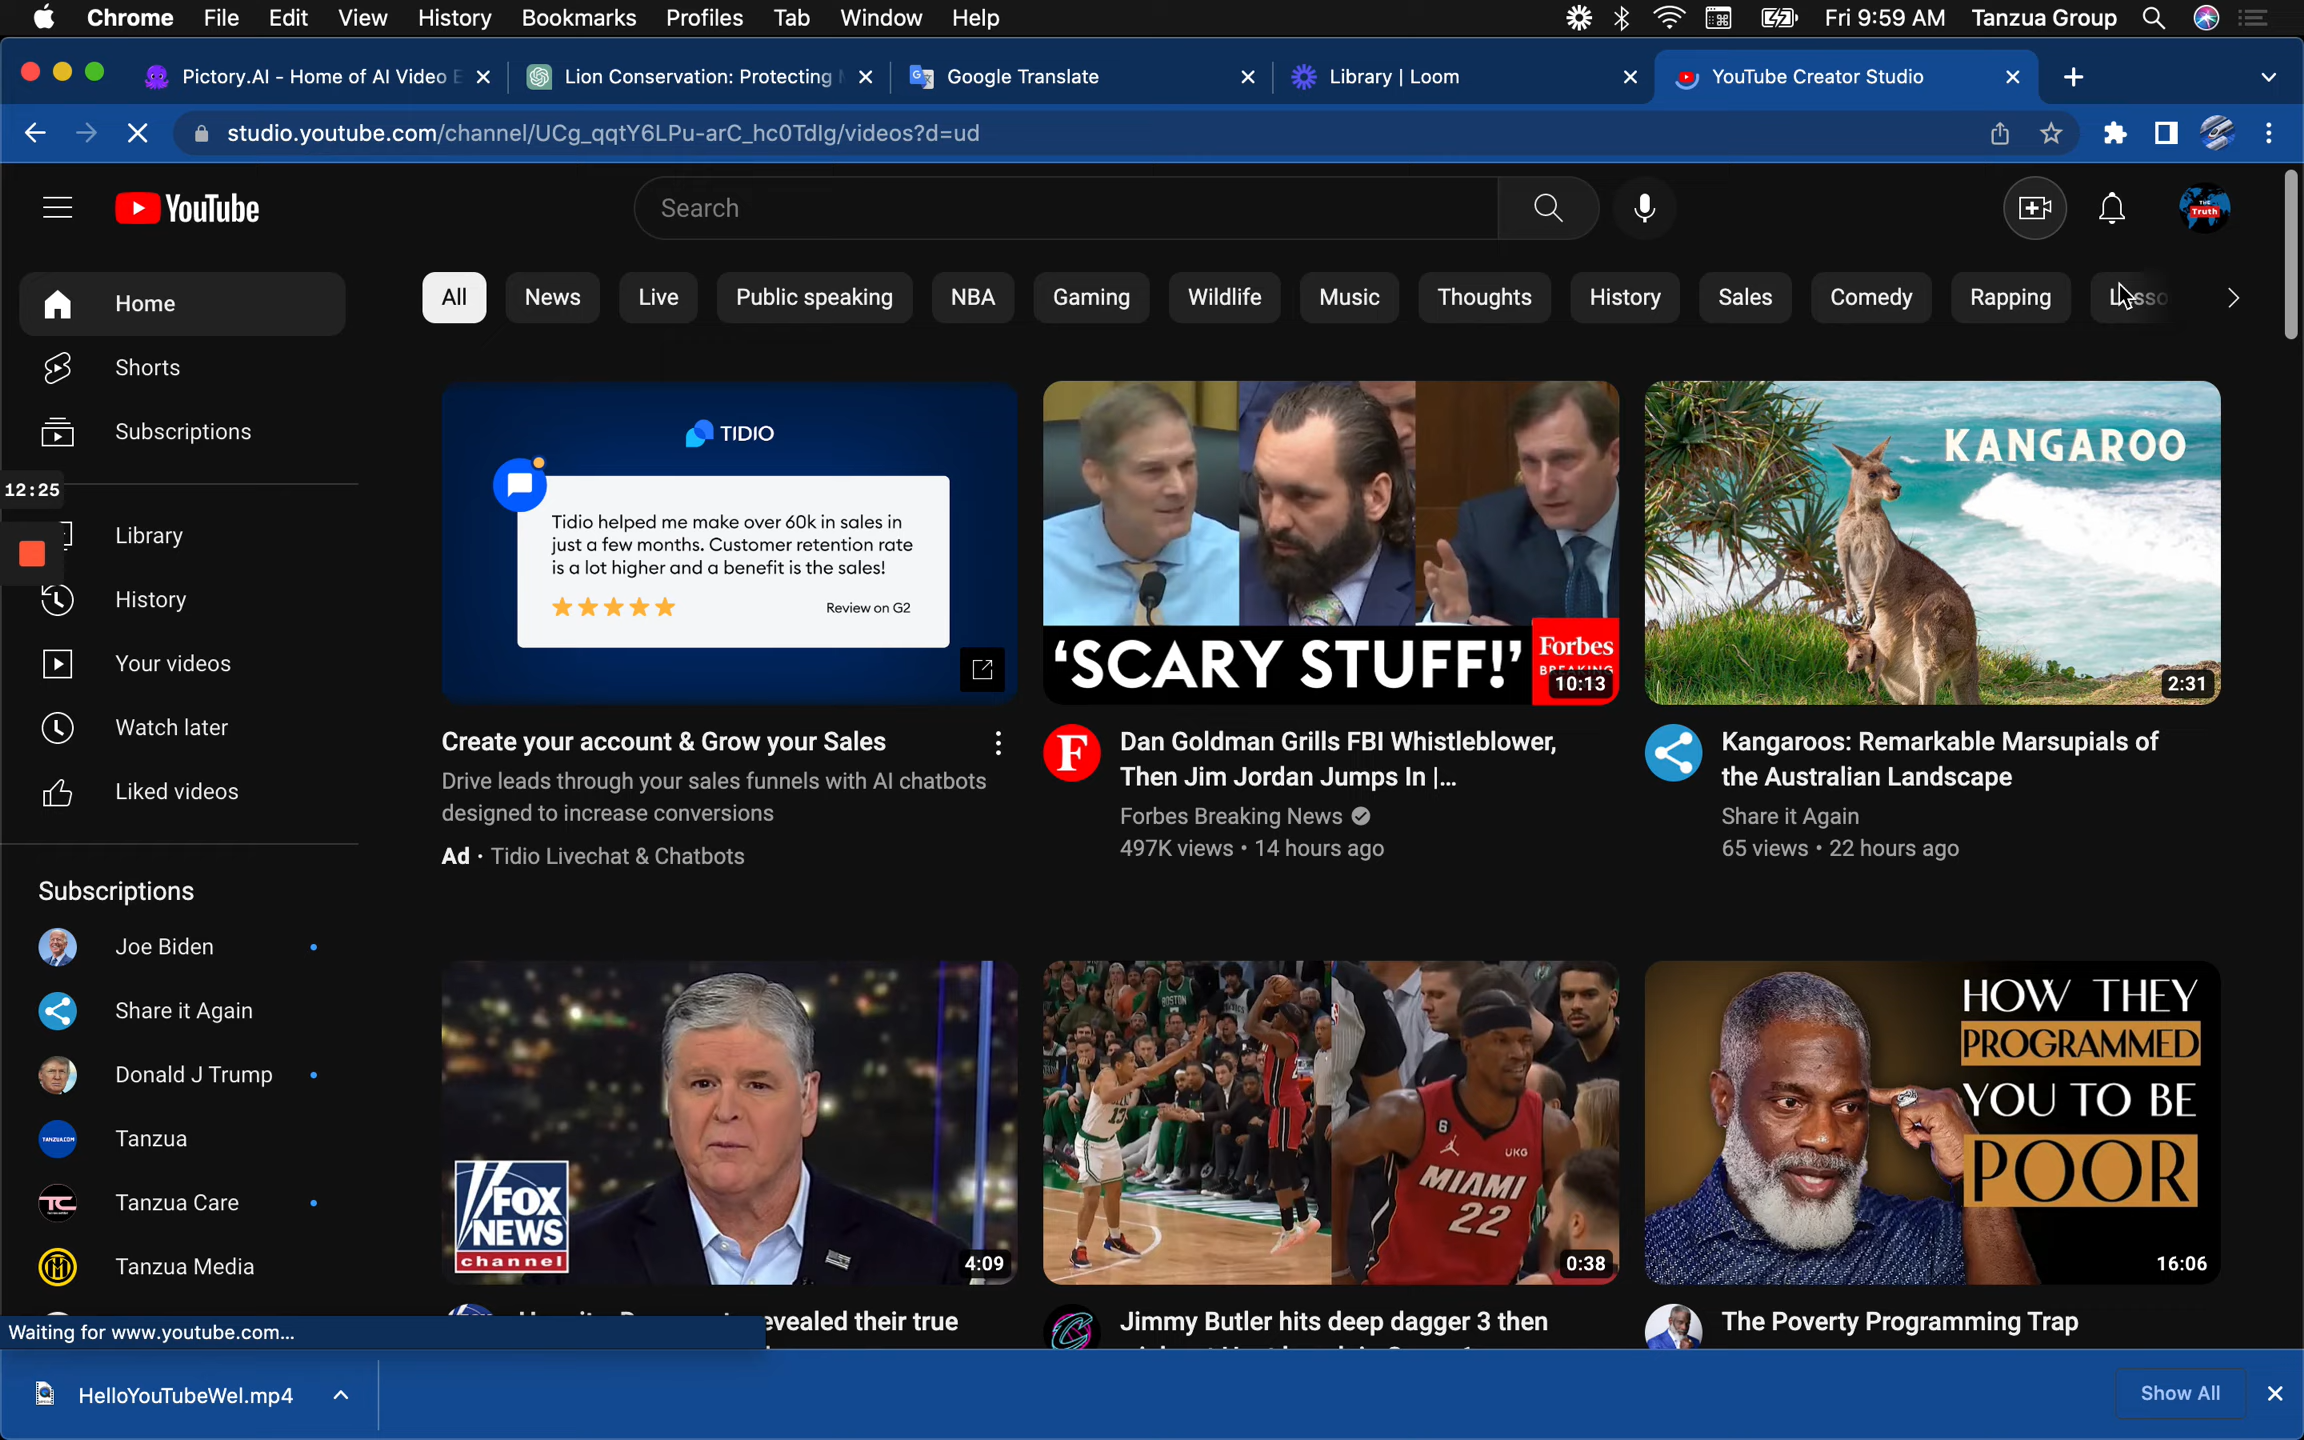 Chrome File Edit View History Bookmarks Profiles Tab Window Help Fri 9:59 AM Tanzua Group
Pictory.AI - Home of AI Video Lion Conservation: Protecting Google Translate Library | Loom YouTube Creator Studio
studio.youtube.com/channel/UCg_qqtY6LPu-arC_hc0Tdlg/videos?d=ud
YouTube
Search
THE
Truth
Home
All News Live Public speaking NBA Gaming Wildlife Music Thoughts History Sales Comedy Rapping
Shorts
Subscriptions
12:25
Library
History
Your videos
Watch later
Liked videos
Subscriptions
Joe Biden
Share it Again
Donald J Trump
TANZUA.COM
Tanzua
TC
Tanzua Care
Tanzua Media
TIDIO
Tidio helped me make over 60k in sales in
just a few months. Customer retention rate
is a lot higher and a benefit is the sales!
Review on G2
Create your account & Grow your Sales
Drive leads through your sales funnels with AI chatbots
designed to increase conversions
Ad · Tidio Livechat & Chatbots
‘SCARY STUFF!’
Forbes
BREAKING
10:13
F
Dan Goldman Grills FBI Whistleblower,
Then Jim Jordan Jumps In |...
Forbes Breaking News
497K views • 14 hours ago
KANGAROO
2:31
Kangaroos: Remarkable Marsupials of
the Australian Landscape
Share it Again
65 views • 22 hours ago
FOX
NEWS
channel
4:09
evealed their true
BOSTON
13
6
UKG
MIAMI
22
0:38
Jimmy Butler hits deep dagger 3 then
HOW THEY
PROGRAMMED
YOU TO BE
POOR
16:06
The Poverty Programming Trap
Waiting for www.youtube.com...
HelloYouTubeWel.mp4
Show All